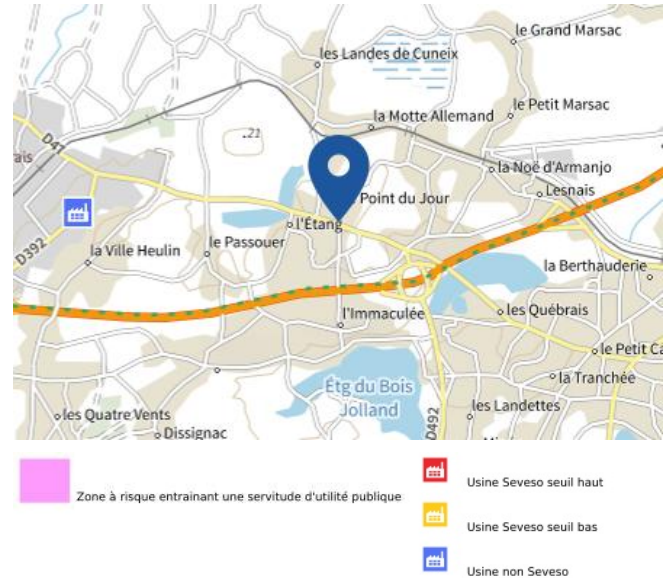 le Grand Marsac
les Landes de Cuneix
le Petit Marsac
la Motte Allemand
D47
.21
ais
la Noë d'Armanjo
Point du Jour
Lesnais
l'Étang
D392
la Ville Heulin
le Passouer
la Berthauderie
l'Immaculée
les Québrais
le Petit Ca
Étg du Bois
Jolland
la Tranchée
D492
les Quatre Vents
les Landettes
Dissignac
Zone à risque entrainant une servitude d'utilité publique
Usine Seveso seuil haut
Usine Seveso seuil bas
Usine non Seveso